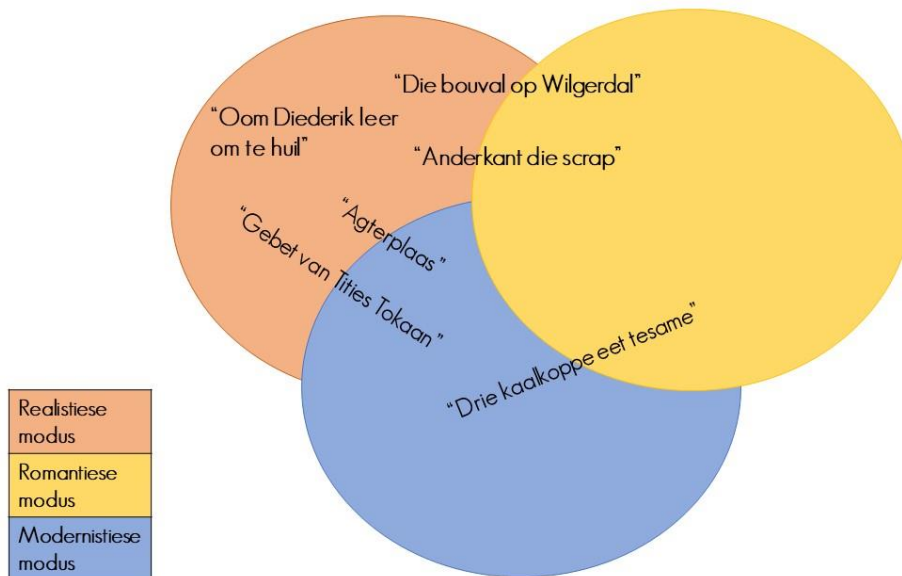 “Die bouval op Wilgerdal”
“Oom Diederik leer
om te huil”
“Anderkant die scrap”
“Agterplaas”
“Gebet van Tities Tokaan”
“Drie kaalkoppe eet tesame”
Realistiese
modus
Romantiese
modus
Modernistiese
modus